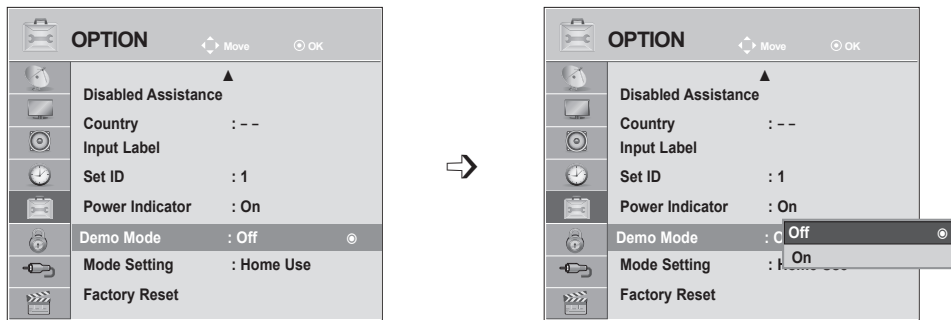 OPTION Move OK
Disabled Assistance
Country : – –
Input Label
Set ID : 1
Power Indicator : On
Demo Mode : Off
Mode Setting : Home Use
Factory Reset
OPTION Move OK
Disabled Assistance
Country : – –
Input Label
Set ID : 1
Power Indicator : On
Demo Mode : O
Off
On
Mode Setting : Home Use
Factory Reset